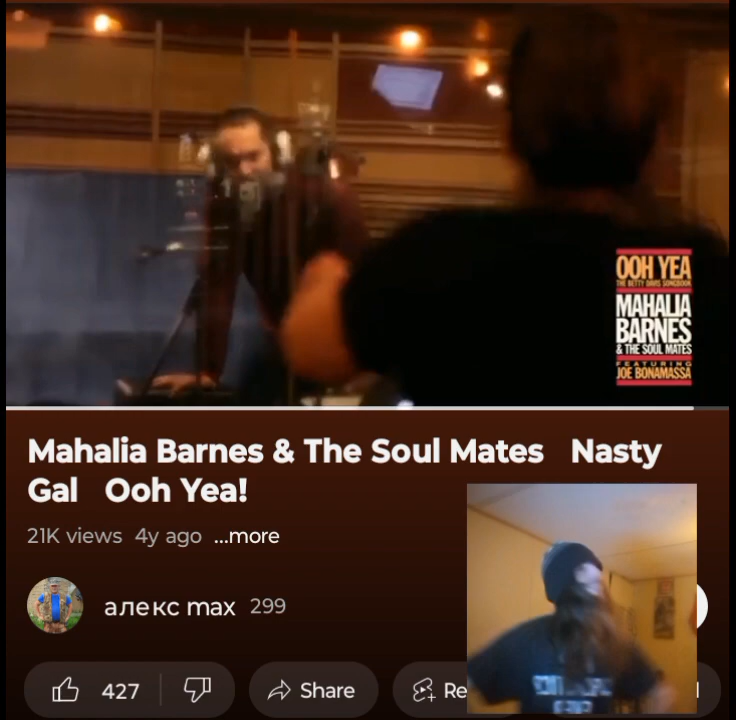 OOH YEA
THE BETTY DAVIS SONGBOOK
MAHALIA
BARNES
& THE SOUL MATES
FEATURING
JOE BONAMASSA
Mahalia Barnes & The Soul Mates Nasty
Gal Ooh Yea!
21K views 4y ago ...more
алекс max 299
427 Share Re